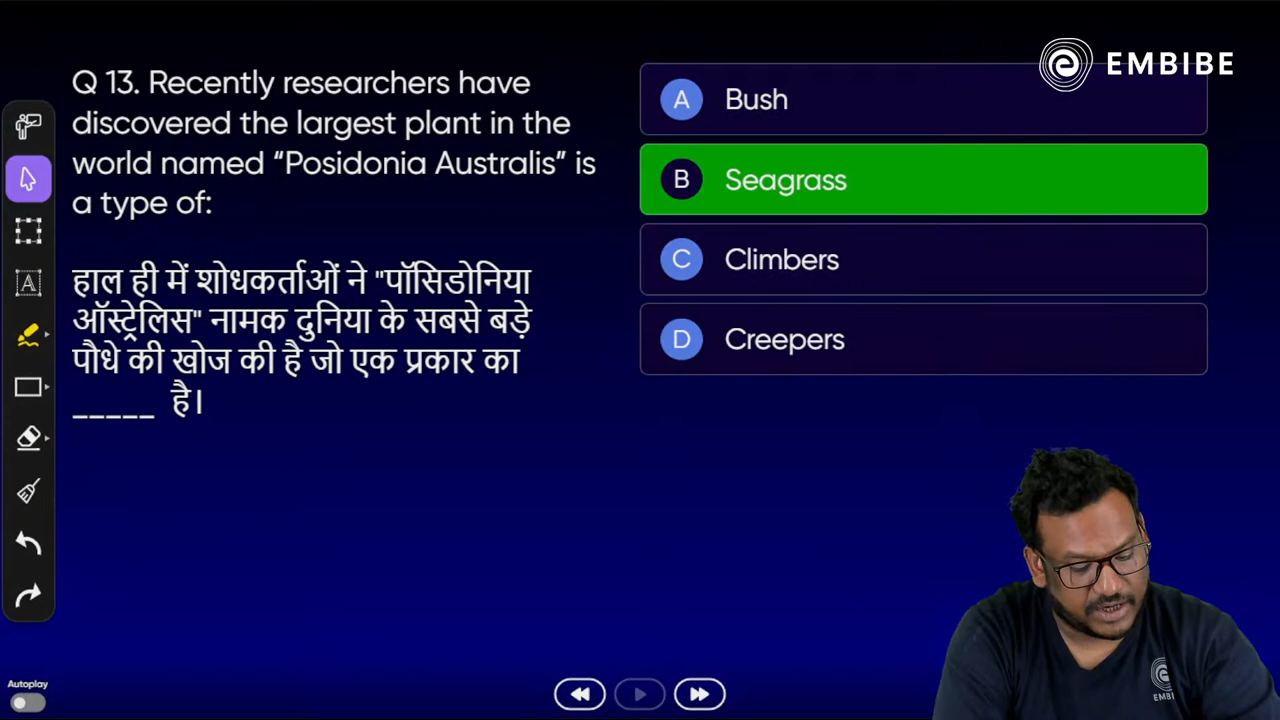 EMBIBE
Q 13. Recently researchers have
discovered the largest plant in the
world named “Posidonia Australis” is
a type of:
हाल ही में शोधकर्ताओं ने "पॉसिडोनिया
ऑस्ट्रेलिस" नामक दुनिया के सबसे बड़े
पौधे की खोज की है जो एक प्रकार का
_____ है।
A Bush
B Seagrass
C Climbers
D Creepers
A
Autoplay
EMBI